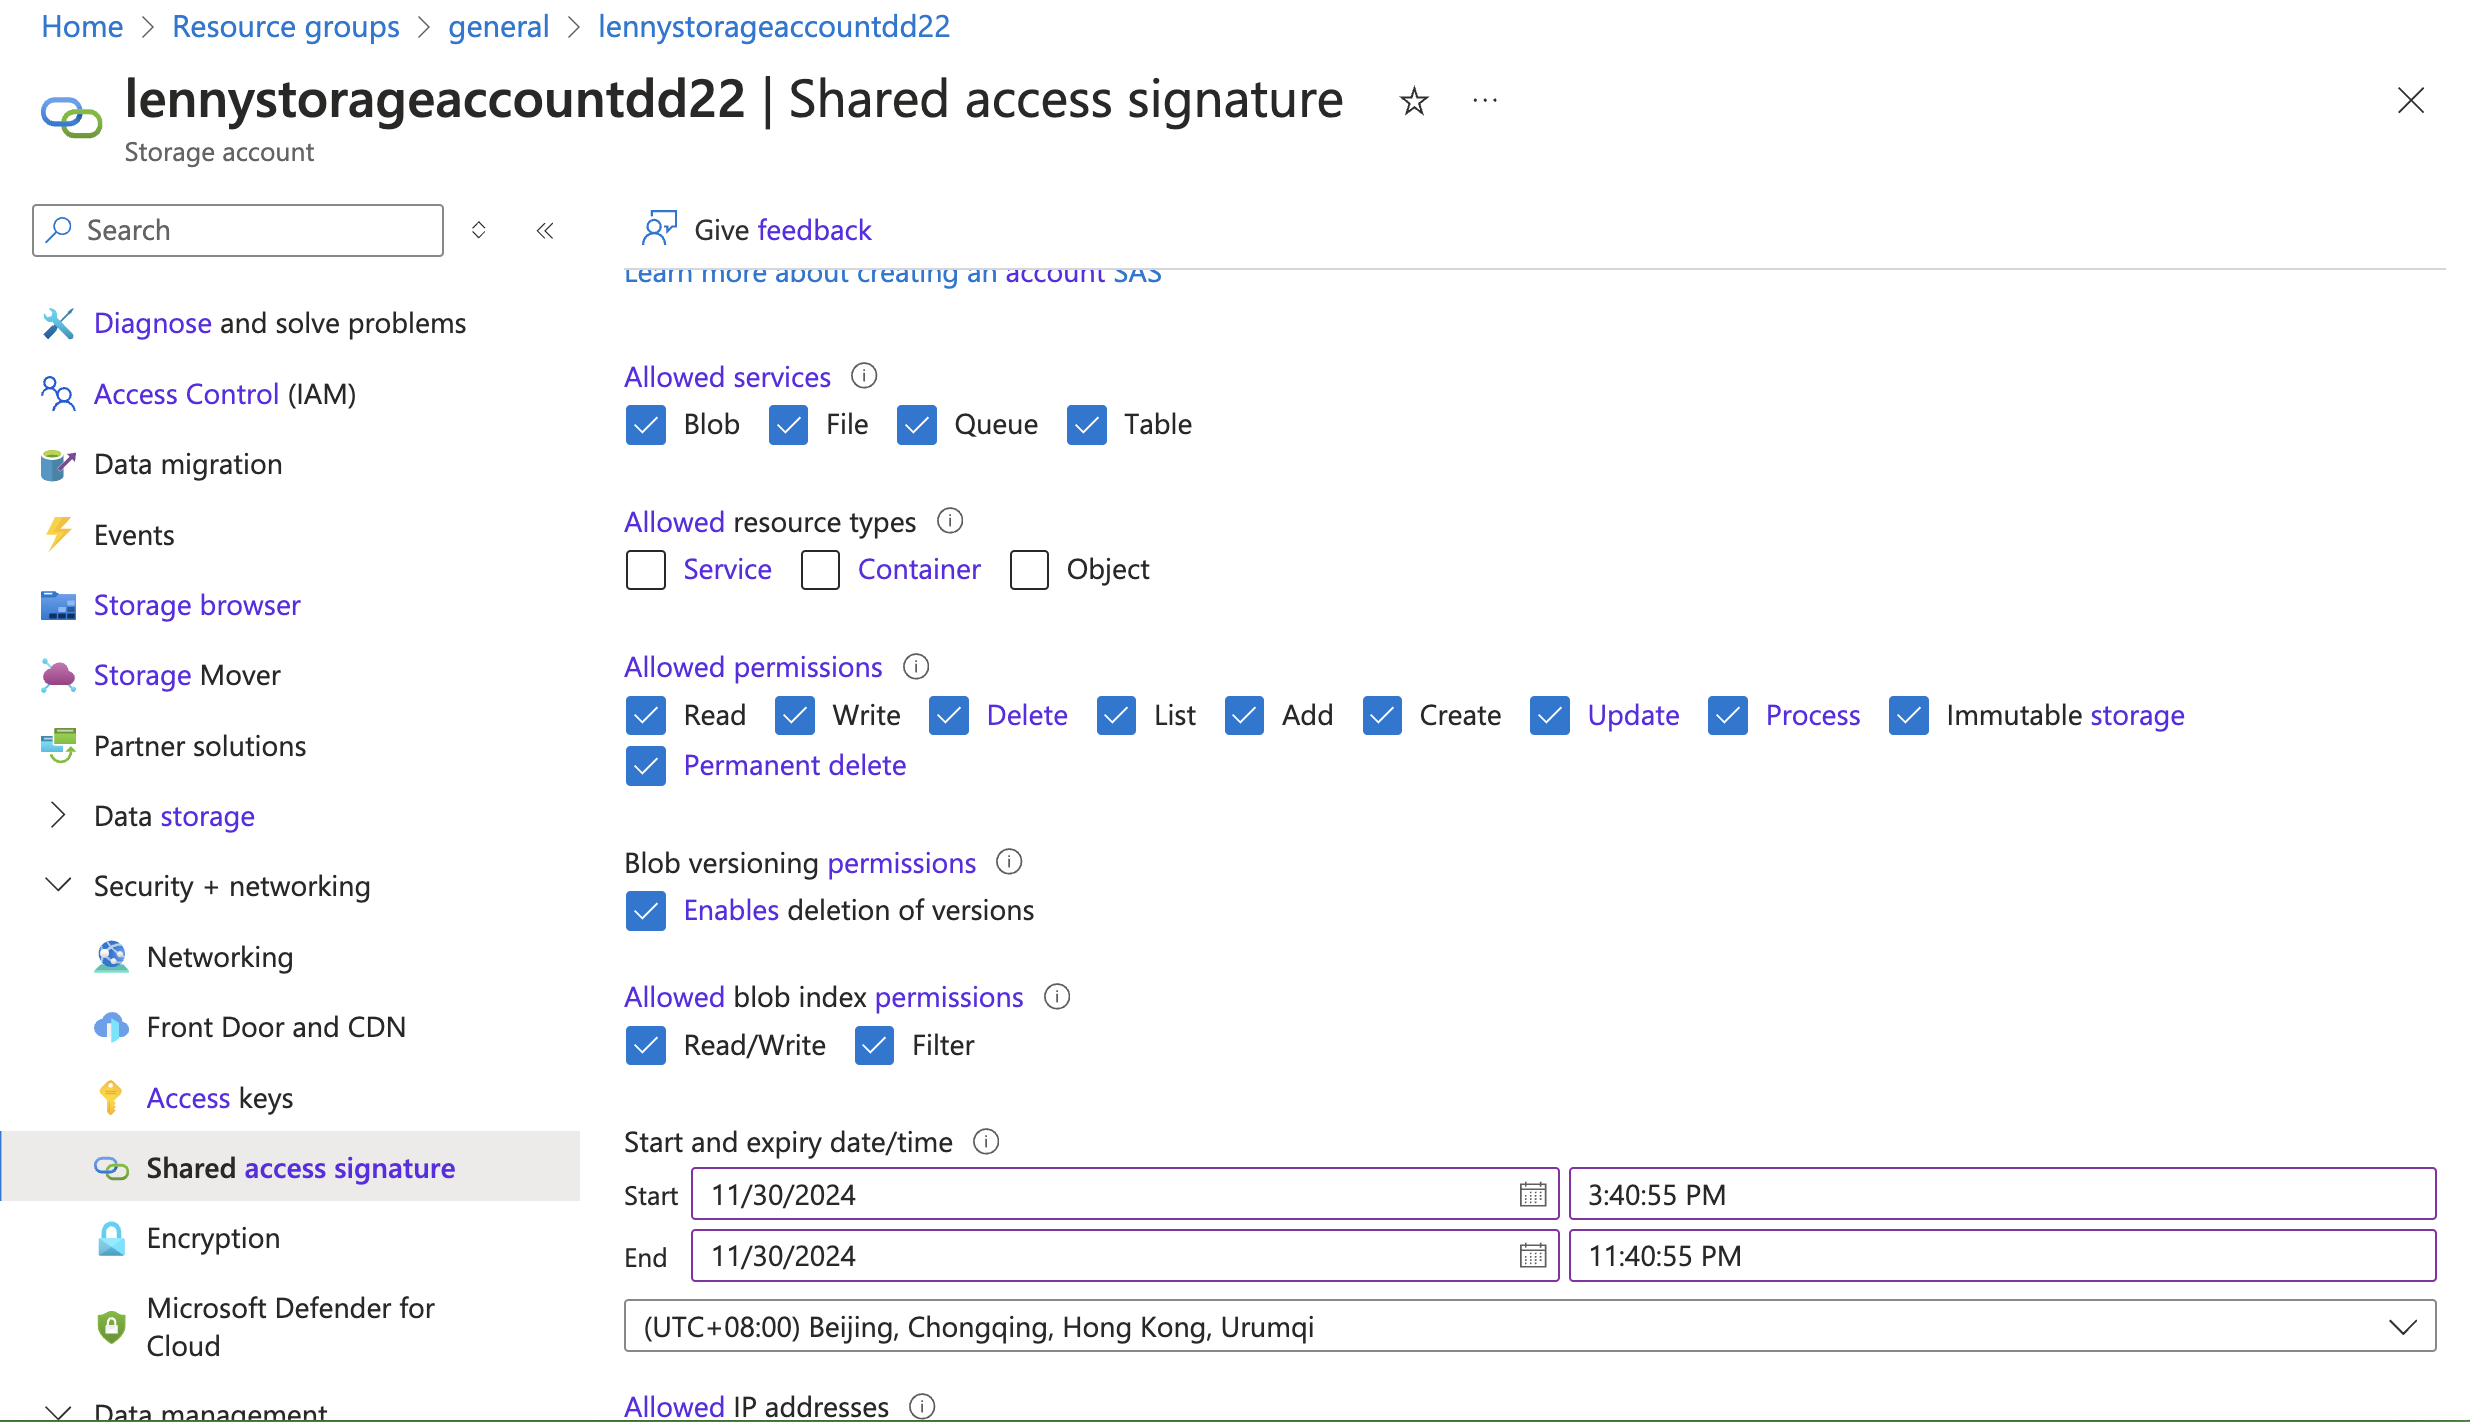 Home > Resource groups > general > lennystorageaccountdd22
lennystorageaccountdd22 | Shared access signature
Storage account
Search
Give feedback
Learn more about creating an account SAS
Diagnose and solve problems
Access Control (IAM)
Data migration
Events
Storage browser
Storage Mover
Partner solutions
Data storage
Security + networking
Networking
Front Door and CDN
Access keys
Shared access signature
Encryption
Microsoft Defender for
Cloud
Data management
Allowed services
Blob File Queue Table
Allowed resource types
Service Container Object
Allowed permissions
Read Write Delete List Add Create Update Process Immutable storage
Permanent delete
Blob versioning permissions
Enables deletion of versions
Allowed blob index permissions
Read/Write Filter
Start and expiry date/time
Start 11/30/2024 3:40:55 PM
End 11/30/2024 11:40:55 PM
(UTC+08:00) Beijing, Chongqing, Hong Kong, Urumqi
Allowed IP addresses